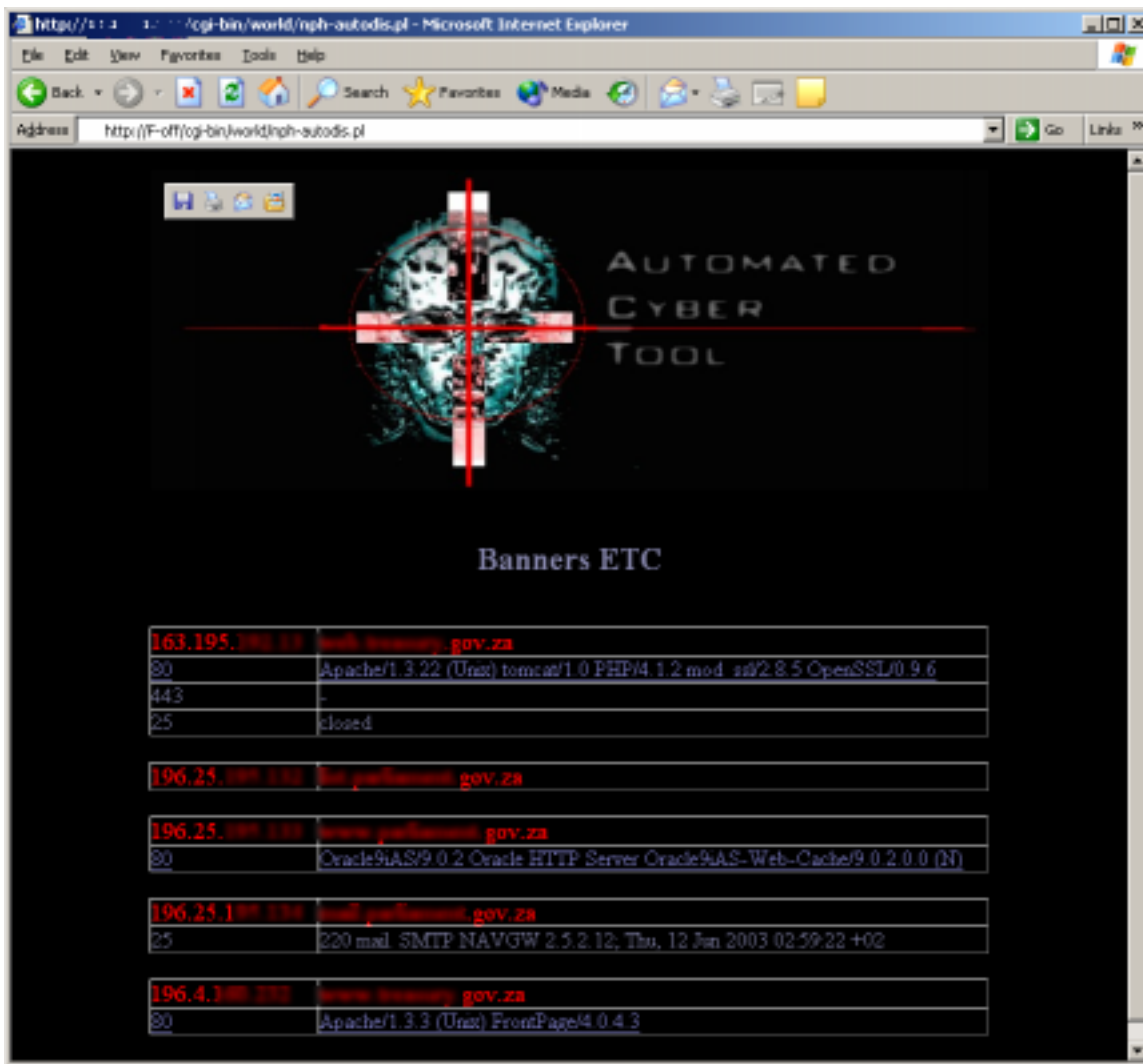 /cgi-bin/world/nph-autodis.pl - Microsoft Internet Explorer
File Edit View Favorites Tools Help
Back Search Favorites Media
Address http://F-off/cgi-bin/world/nph-autodis.pl Go Links
AUTOMATED
CYBER
TOOL
Banners ETC
163.195. .gov.za
80 Apache/1.3.22 (Unix) tomcat/1.0 PHP/4.1.2 mod_ssl/2.8.5 OpenSSL/0.9.6
443 -
25 closed
196.25. gov.za
196.25. gov.za
80 Oracle9iAS/9.0.2 Oracle HTTP Server Oracle9iAS-Web-Cache/9.0.2.0.0 (N)
196.25.1 .gov.za
25 220 mail. SMTP NAVGW 2.5.2.12; Thu, 12 Jun 2003 02:59:22 +02
196.4.1 gov.za
80 Apache/1.3.3 (Unix) FrontPage/4.0.4.3